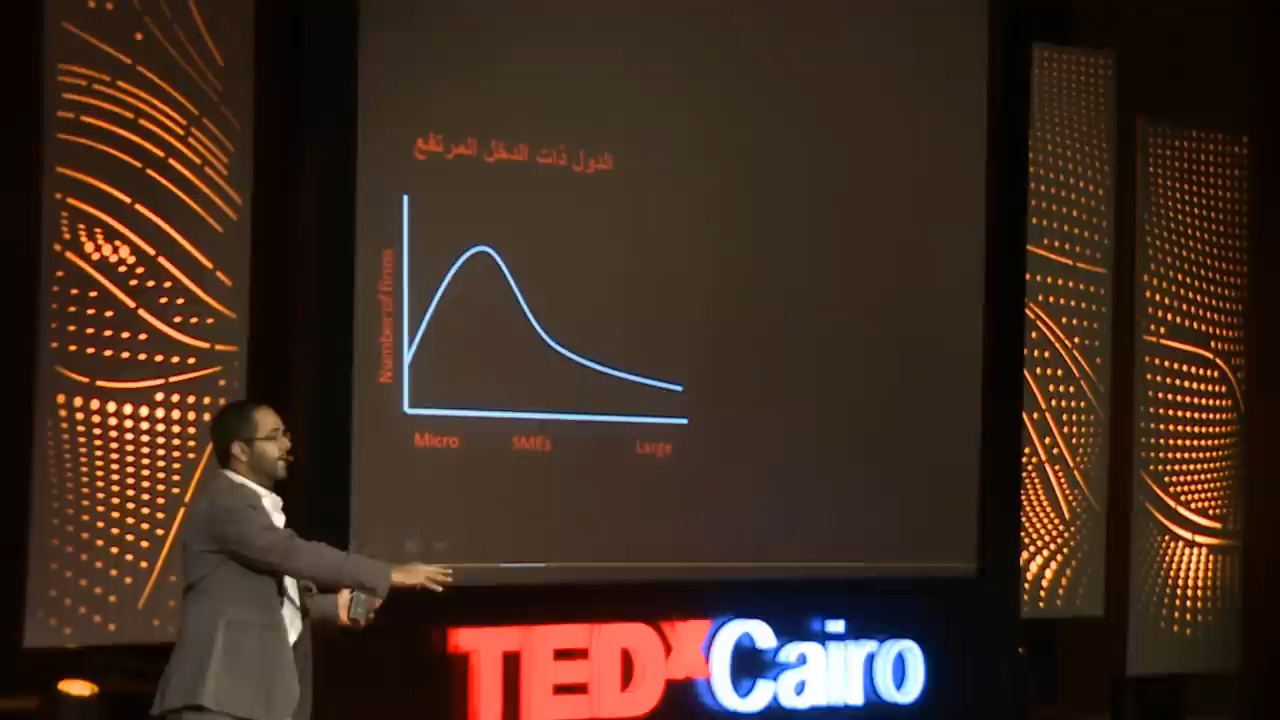 الدول ذات الدخل المرتفع
Number of firms
Micro SMEs Large
TEDxCairo